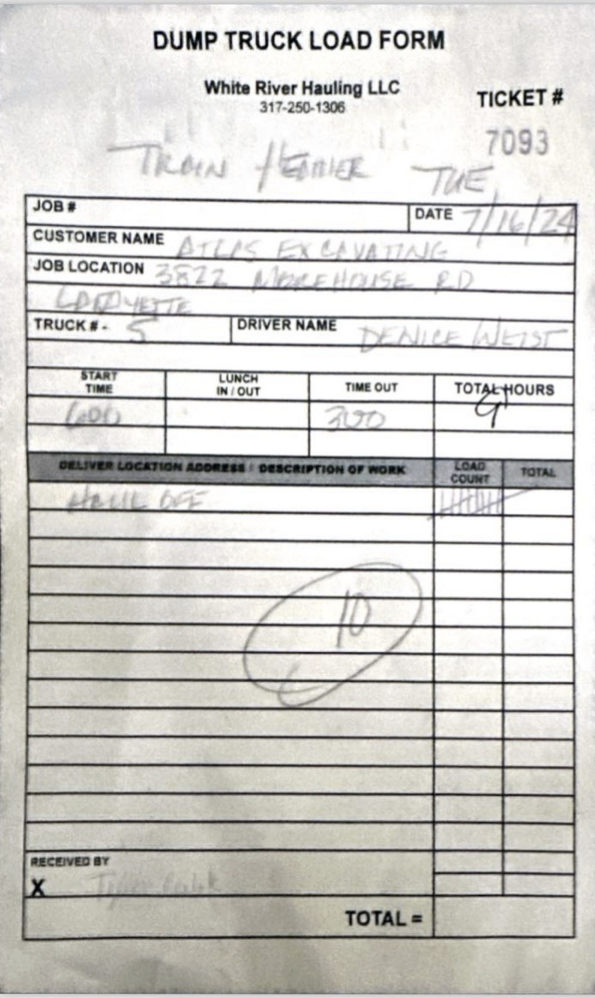 DUMP TRUCK LOAD FORM
White River Hauling LLC
317-250-1306
TICKET #
7093
TRAIN HEATHER TUE
JOB #
DATE 7/16/24
CUSTOMER NAME ATLAS EXCAVATING
JOB LOCATION 3822 MOREHOUSE RD
LAFAYETTE
TRUCK # - 5 DRIVER NAME DENICE WEIST
START TIME LUNCH IN / OUT TIME OUT TOTAL HOURS
600 300 9
DELIVER LOCATION ADDRESS / DESCRIPTION OF WORK LOAD COUNT TOTAL
HAUL OFF
10
RECEIVED BY
X Tyler
TOTAL =